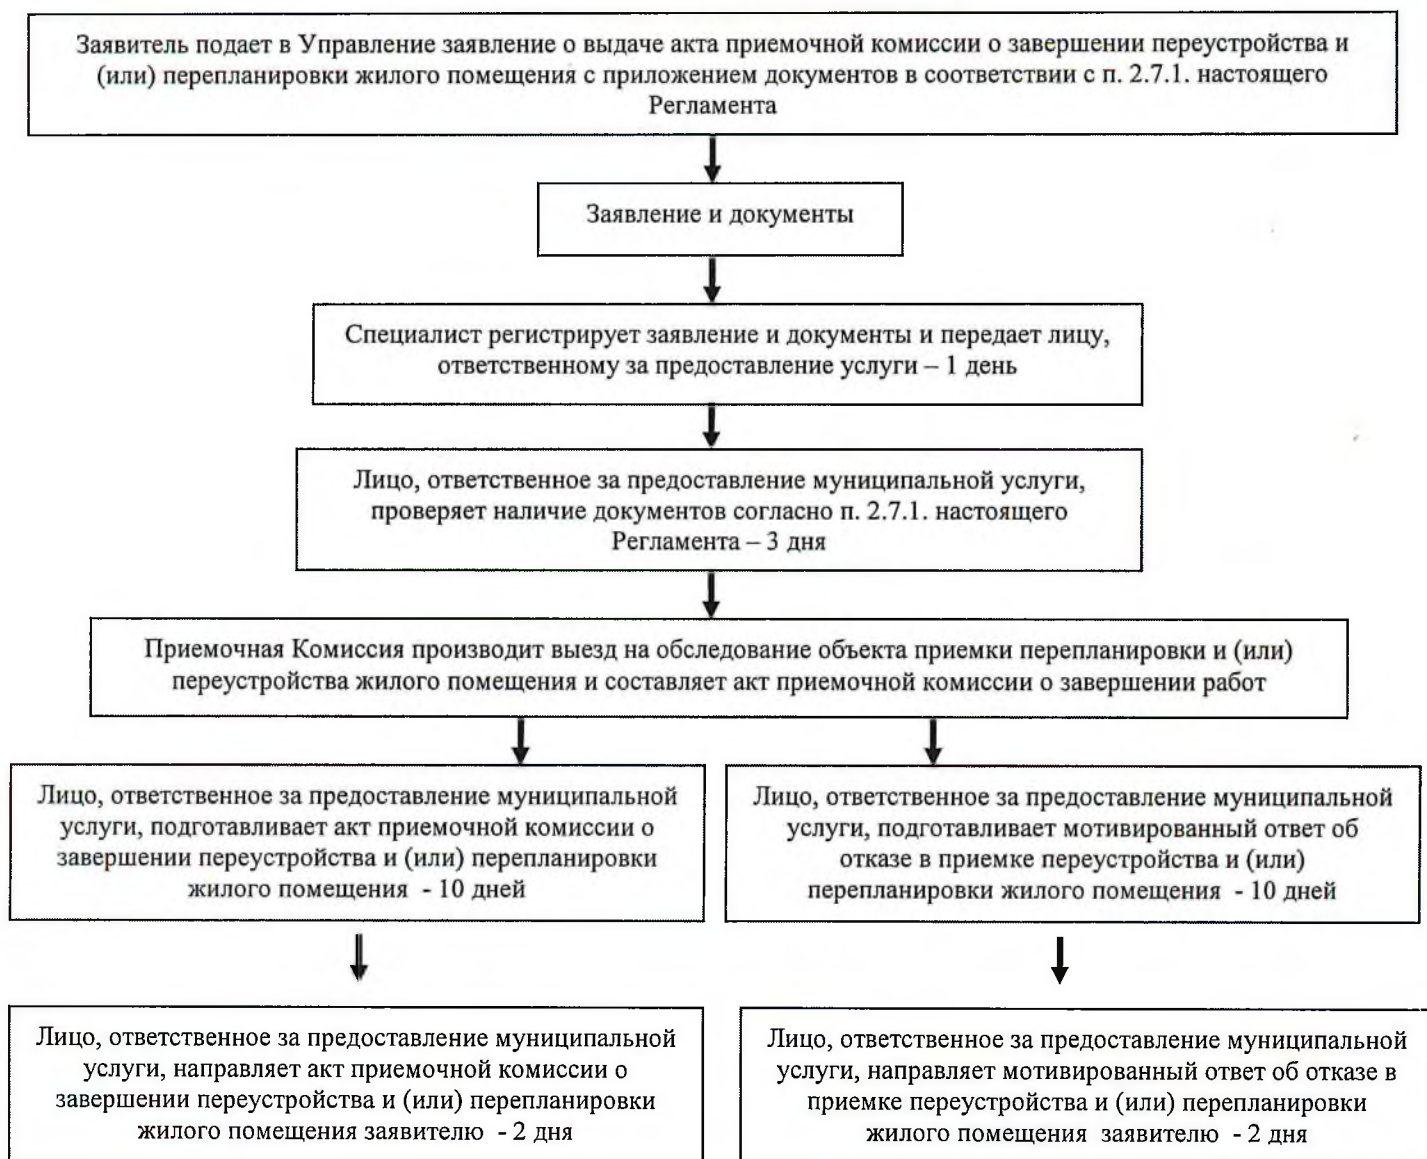 Заявитель подает в Управление заявление о выдаче акта приемочной комиссии о завершении переустройства и
(или) перепланировки жилого помещения с приложением документов в соответствии с п. 2.7.1. настоящего
Регламента
Заявление и документы
Специалист регистрирует заявление и документы и передает лицу,
ответственному за предоставление услуги – 1 день
Лицо, ответственное за предоставление муниципальной услуги,
проверяет наличие документов согласно п. 2.7.1. настоящего
Регламента – 3 дня
Приемочная Комиссия производит выезд на обследование объекта приемки перепланировки и (или)
переустройства жилого помещения и составляет акт приемочной комиссии о завершении работ
Лицо, ответственное за предоставление муниципальной
услуги, подготавливает акт приемочной комиссии о
завершении переустройства и (или) перепланировки
жилого помещения - 10 дней
Лицо, ответственное за предоставление муниципальной
услуги, подготавливает мотивированный ответ об
отказе в приемке переустройства и (или)
перепланировки жилого помещения - 10 дней
Лицо, ответственное за предоставление муниципальной
услуги, направляет акт приемочной комиссии о
завершении переустройства и (или) перепланировки
жилого помещения заявителю - 2 дня
Лицо, ответственное за предоставление муниципальной
услуги, направляет мотивированный ответ об отказе в
приемке переустройства и (или) перепланировки
жилого помещения заявителю - 2 дня